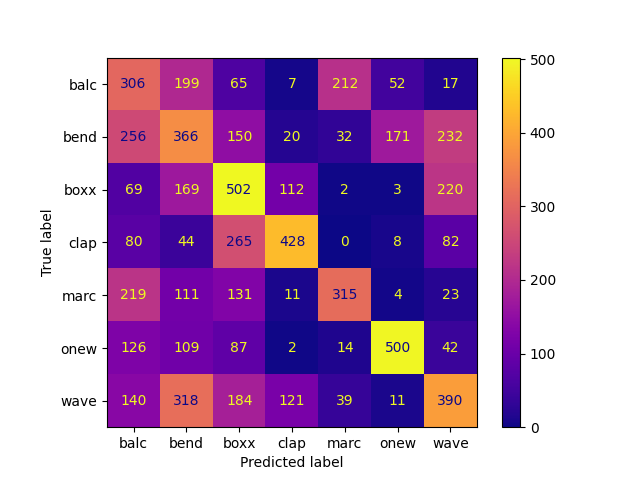 balc 306 199 65 7 212 52 17
bend 256 366 150 20 32 171 232
boxx 69 169 502 112 2 3 220
clap 80 44 265 428 0 8 82
marc 219 111 131 11 315 4 23
onew 126 109 87 2 14 500 42
wave 140 318 184 121 39 11 390
balc bend boxx clap marc onew wave
Predicted label
True label
500
400
300
200
100
0